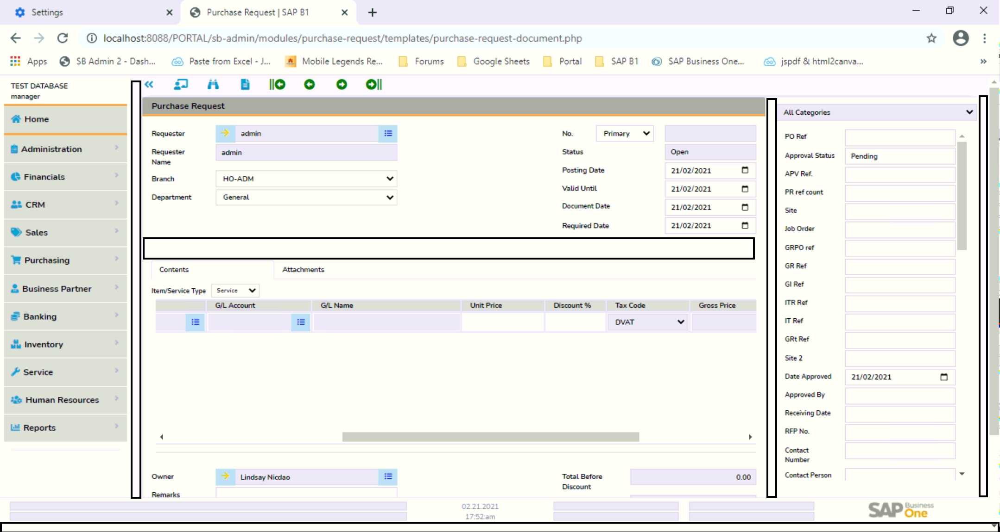 Settings
Purchase Request | SAP B1
localhost:8088/PORTAL/sb-admin/modules/purchase-request/templates/purchase-request-document.php
Apps
SB Admin 2 - Dash...
Paste from Excel - J...
Mobile Legends Re...
Forums
Google Sheets
Portal
SAP B1
SAP Business One...
jspdf & html2canva...
TEST DATABASE
manager
Home
Administration
Financials
CRM
Sales
Purchasing
Business Partner
Banking
Inventory
Service
Human Resources
Reports
Purchase Request
Requester
admin
Requester
Name
admin
Branch
HO-ADM
Department
General
No.
Primary
Status
Open
Posting Date
21/02/2021
Valid Until
21/02/2021
Document Date
21/02/2021
Required Date
21/02/2021
Contents
Attachments
Item/Service Type
Service
G/L Account
G/L Name
Unit Price
Discount %
Tax Code
Gross Price
DVAT
Owner
Lindsay Nicdao
Remarks
Total Before
Discount
0.00
All Categories
PO Ref
Approval Status
Pending
APV Ref.
PR ref count
Site
Job Order
GRPO ref
GR Ref
GI Ref
ITR Ref
IT Ref
GRt Ref
Site 2
Date Approved
21/02/2021
Approved By
Receiving Date
RFP No.
Contact
Number
Contact Person
02.21.2021
17:52:am
SAP Business
One